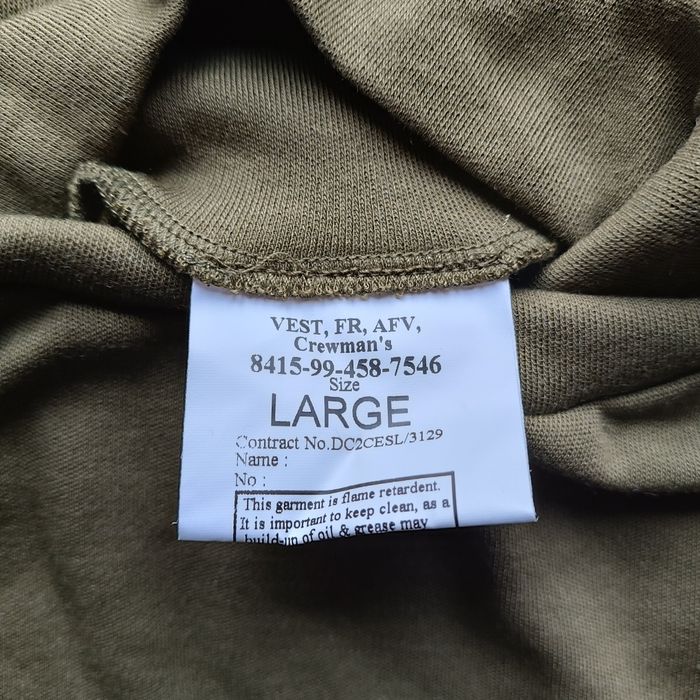 VEST, FR, AFV,
Crewman's
8415-99-458-7546
Size
LARGE
Contract No.DC2CESL/3129
Name :
No :
This garment is flame retardent.
It is important to keep clean, as a
build-up of oil & grease may